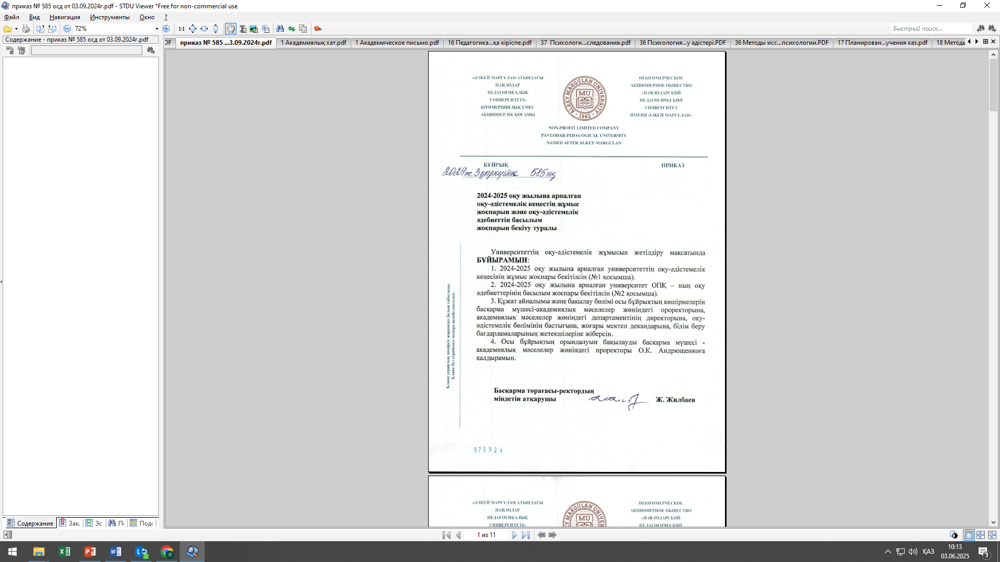 приказ № 585 осд от 03.09.2024г.pdf - STDU Viewer *Free for non-commercial use
Файл Вид Навигация Инструменты Окно ?
72%
1:1
Быстрый поиск...
Содержание - приказ № 585 осд от 03.09.2024г.pdf
DF
приказ № 585 ...3.09.2024г.pdf
1 Академиялық хат.pdf
1 Академическое письмо.pdf
16 Педагогика...қа кіріспе.pdf
37 Психологи...следования.pdf
36 Психология...у әдістері.PDF
36 Методы исс...психологии.PDF
17 Планирован...учения каз.pdf
18 Методь
«ӘЛКЕЙ МАРҒҰЛАН АТЫНДАҒЫ
ПАВЛОДАР
ПЕДАГОГИКАЛЫҚ
УНИВЕРСИТЕТІ»
КОММЕРЦИЯЛЫҚ ЕМЕС
АКЦИОНЕРЛІК ҚОҒАМЫ
ALKEY MARGULAN UNIVERSITY
MU
1962
НЕКОММЕРЧЕСКОЕ
АКЦИОНЕРНОЕ ОБЩЕСТВО
«ПАВЛОДАРСКИЙ
ПЕДАГОГИЧЕСКИЙ
УНИВЕРСИТЕТ
ИМЕНИ ӘЛКЕЙ МАРҒҰЛАН»
NON-PROFIT LIMITED COMPANY
PAVLODAR PEDAGOGICAL UNIVERSITY
NAMED AFTER ALKEY MARGULAN
БҰЙРЫҚ
ПРИКАЗ
2024ж. 3 қыркүйек 585 нқ
2024-2025 оқу жылына арналған
оқу-әдістемелік кеңестің жұмыс
жоспарын және оқу-әдістемелік
әдебиеттің басылым
жоспарын бекіту туралы
Университеттің оқу-әдістемелік жұмысын жетілдіру мақсатында
БҰЙЫРАМЫН:
1. 2024-2025 оқу жылына арналған университеттің оқу-әдістемелік
кеңесінің жұмыс жоспары бекітілсін (№1 қосымша).
2. 2024-2025 оқу жылына арналған университет ОПҚ – ның оқу
әдебиеттерінің басылым жоспары бекітілсін (№2 қосымша).
3. Құжат айналымы және бақылау бөлімі осы бұйрықтың көшірмелерін
басқарма мүшесі-академиялық мәселелер жөніндегі проректорына,
академиялық мәселелер жөніндегі департаментінің директорына, оқу-
әдістемелік бөлімінің бастығына, жоғары мектеп декандарына, білім беру
бағдарламаларының жетекшілеріне жіберсін.
4. Осы бұйрықтың орындалуын бақылауды басқарма мүшесі -
академиялық мәселелер жөніндегі проректоры О.К. Андрющенкоға
қалдырамын.
Бланк сериялық нөмірсіз жарамсыз болып табылады.
Бланк без серийного номера недействителен.
Басқарма төрағасы-ректордың
міндетін атқарушы
Ж. Жилбаев
579924
«ӘЛКЕЙ МАРҒҰЛАН АТЫНДАҒЫ
ПАВЛОДАР
ПЕДАГОГИКАЛЫҚ
УНИВЕРСИТЕТІ»
MARGULAN
MU
НЕКОММЕРЧЕСКОЕ
АКЦИОНЕРНОЕ ОБЩЕСТВО
«ПАВЛОДАРСКИЙ
ПЕДАГОГИЧЕСКИЙ
Содержание Зак. Эс Пе Подс
1 из 11
ҚАЗ
10:13
03.06.2025
3